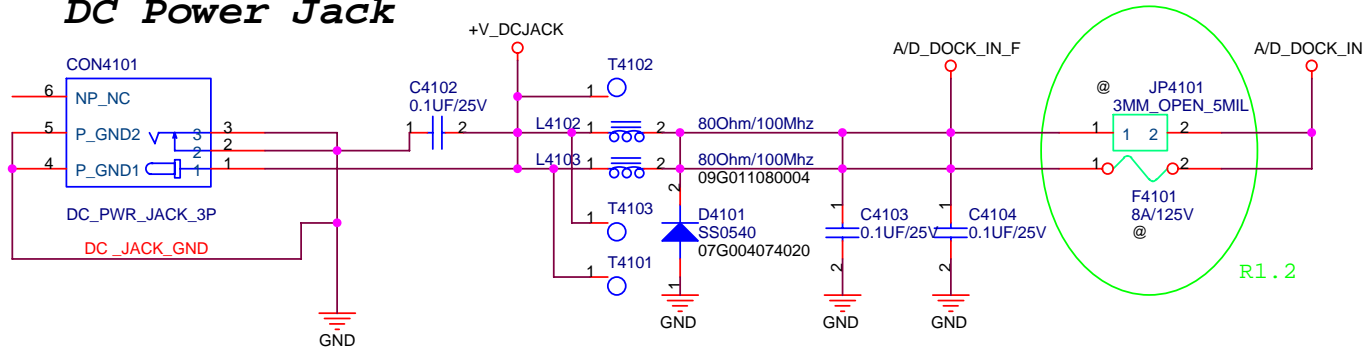 DC Power Jack
+V_DCJACK
A/D_DOCK_IN_F
A/D_DOCK_IN
CON4101
6
NP_NC
5
P_GND2
3
3
2
2
4
P_GND1
1
1
DC_PWR_JACK_3P
DC _JACK_GND
GND
C4102
0.1UF/25V
1
2
T4102
1
L4102
1
2
80Ohm/100Mhz
L4103
1
2
80Ohm/100Mhz
09G011080004
T4103
1
T4101
1
2
D4101
SS0540
07G004074020
1
GND
1
C4103
0.1UF/25V
2
GND
1
C4104
0.1UF/25V
2
GND
@
JP4101
3MM_OPEN_5MIL
1
1
2
2
1
2
F4101
8A/125V
@
R1.2